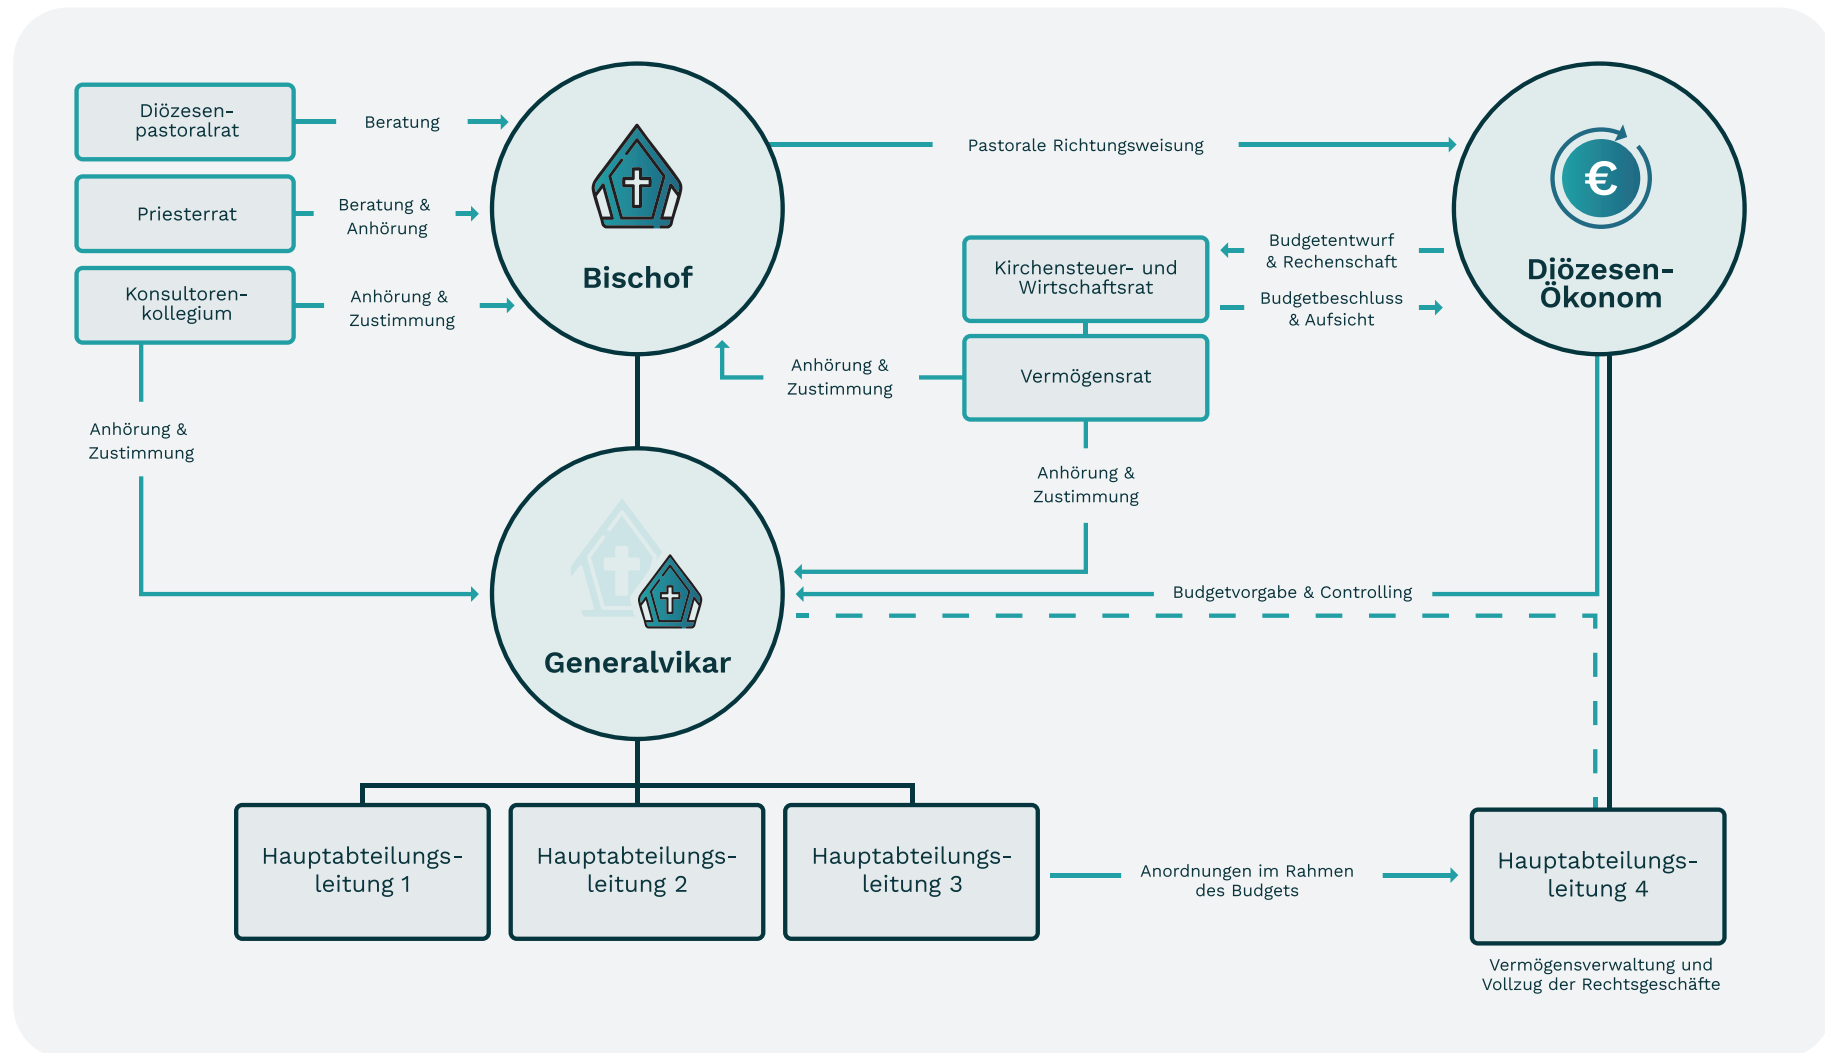 Diözesen-
pastoralrat
Beratung
Priesterrat
Beratung &
Anhörung
Konsultoren-
kollegium
Anhörung &
Zustimmung
Bischof
Pastorale Richtungsweisung
€
Diözesen-
Ökonom
Kirchensteuer- und
Wirtschaftsrat
Budgetentwurf
& Rechenschaft
Budgetbeschluss
& Aufsicht
Vermögensrat
Anhörung &
Zustimmung
Anhörung &
Zustimmung
Anhörung &
Zustimmung
Generalvikar
Budgetvorgabe & Controlling
Hauptabteilungs-
leitung 1
Hauptabteilungs-
leitung 2
Hauptabteilungs-
leitung 3
Anordnungen im Rahmen
des Budgets
Hauptabteilungs-
leitung 4
Vermögensverwaltung und
Vollzug der Rechtsgeschäfte